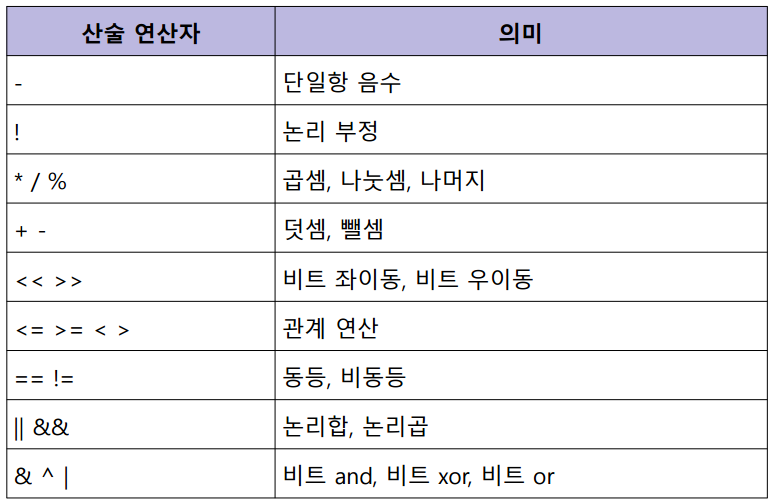 산술 연산자 의미
- 단일항 음수
! 논리 부정
* / % 곱셈, 나눗셈, 나머지
+ - 덧셈, 뺄셈
<< >> 비트 좌이동, 비트 우이동
<= >= < > 관계 연산
== != 동등, 비동등
|| && 논리합, 논리곱
& ^ | 비트 and, 비트 xor, 비트 or